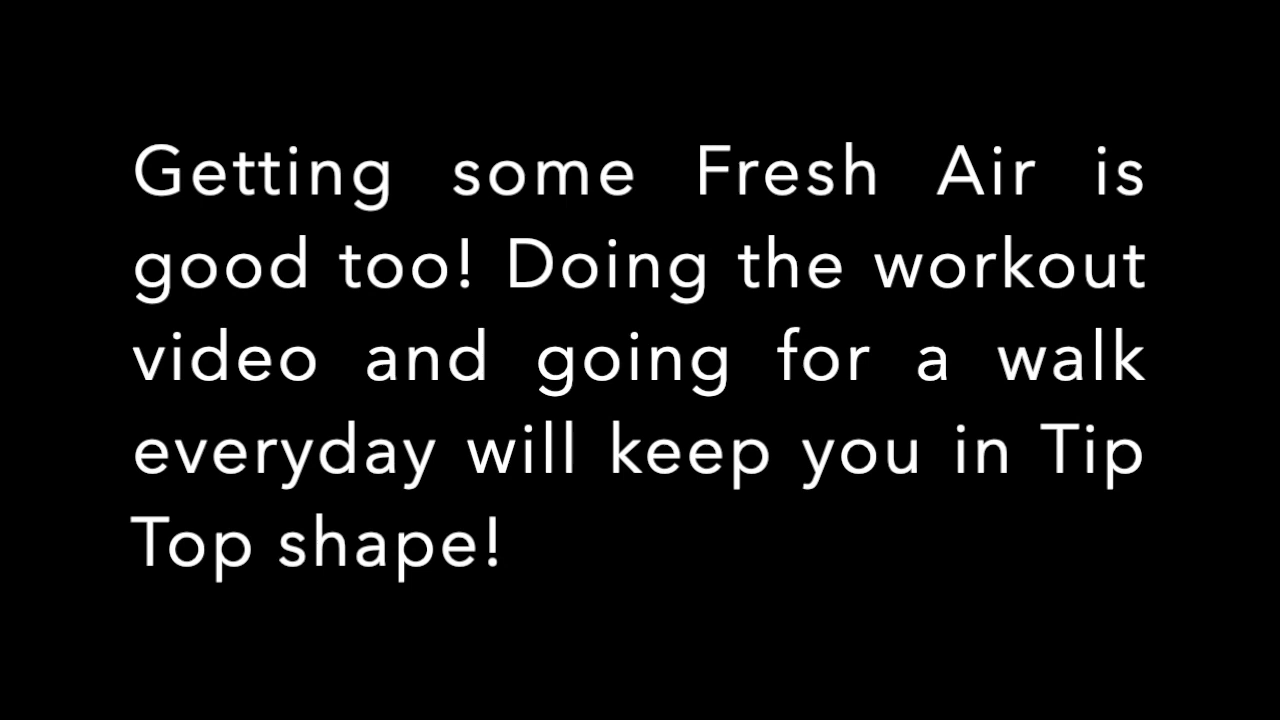 Getting some Fresh Air is
good too! Doing the workout
video and going for a walk
everyday will keep you in Tip
Top shape!